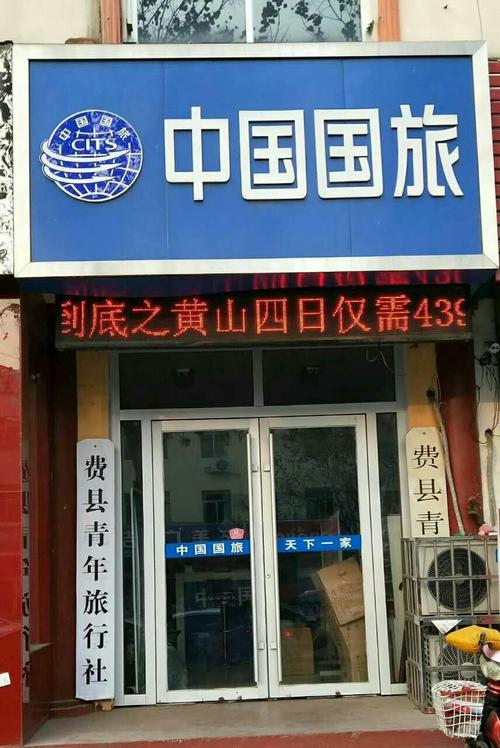 中国国旅
CITS
中国国旅
到底之黄山四日仅需439
费县青年旅行社
费县青
中国国旅
天下一家